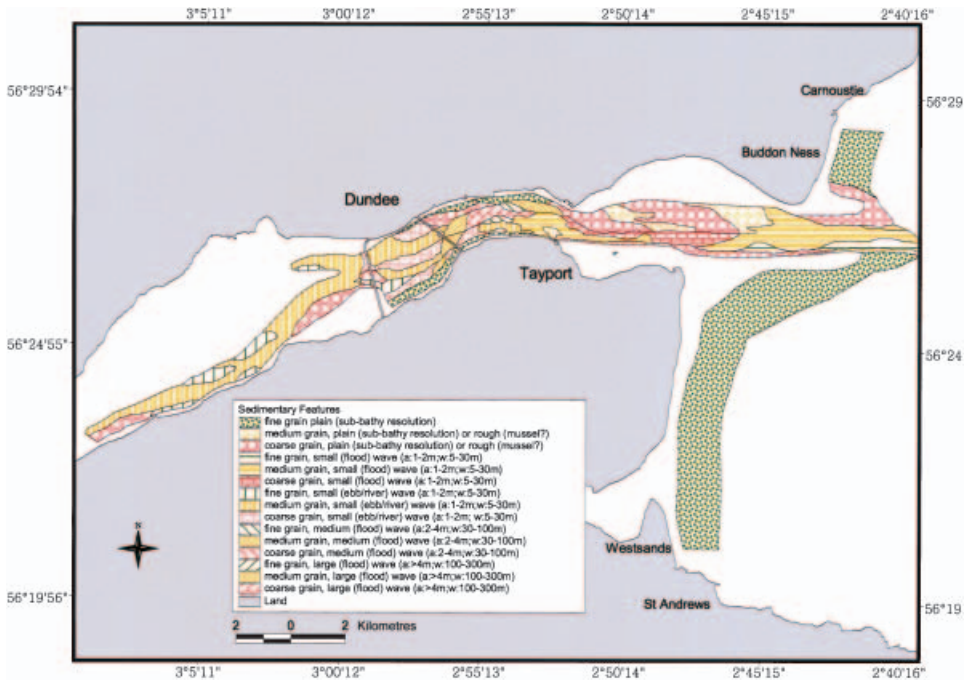 3°5'11" 3°00'12" 2°55'13" 2°50'14" 2°45'15" 2°40'16"
56°29'54"
56°29
Carnoustie
Buddon Ness
Dundee
Tayport
56°24'55"
56°24
Sedimentary Features
fine grain plain (sub-bathy resolution)
medium grain, plain (sub-bathy resolution) or rough (mussel?)
coarse grain, plain (sub-bathy resolution) or rough (mussel?)
fine grain, small (flood) wave (a:1-2m;w:5-30m)
medium grain, small (flood) wave (a:1-2m;w:5-30m)
coarse grain, small (flood) wave (a:1-2m;w:5-30m)
fine grain, small (ebb/river) wave (a:1-2m;w:5-30m)
medium grain, small (ebb/river) wave (a:1-2m;w:5-30m)
coarse grain, small (ebb/river) wave (a:1-2m; w:5-30m)
fine grain, medium (flood) wave (a:2-4m;w:30-100m)
medium grain, medium (flood) wave (a:2-4m;w:30-100m)
coarse grain, medium (flood) wave (a:2-4m;w:30-100m)
fine grain, large (flood) wave (a:>4m;w:100-300m)
medium grain, large (flood) wave (a:>4m;w:100-300m)
coarse grain, large (flood) wave (a:>4m;w:100-300m)
Land
N
Westsands
56°19'56"
St Andrews
56°19
2 0 2 Kilometres
3°5'11" 3°00'12" 2°55'13" 2°50'14" 2°45'15" 2°40'16"